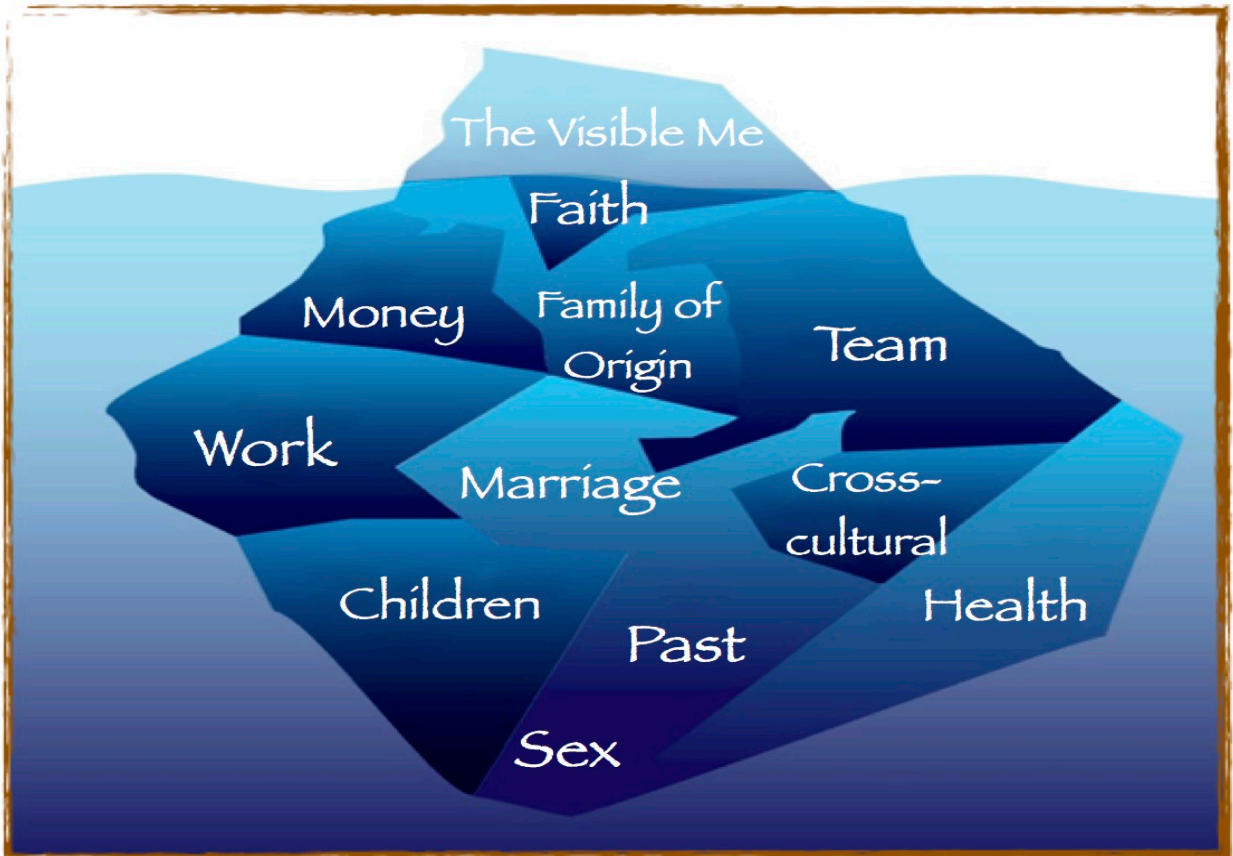 The Visible Me
Faith
Money
Family of
Origin
Team
Work
Marriage
Cross-
cultural
Children
Health
Past
Sex